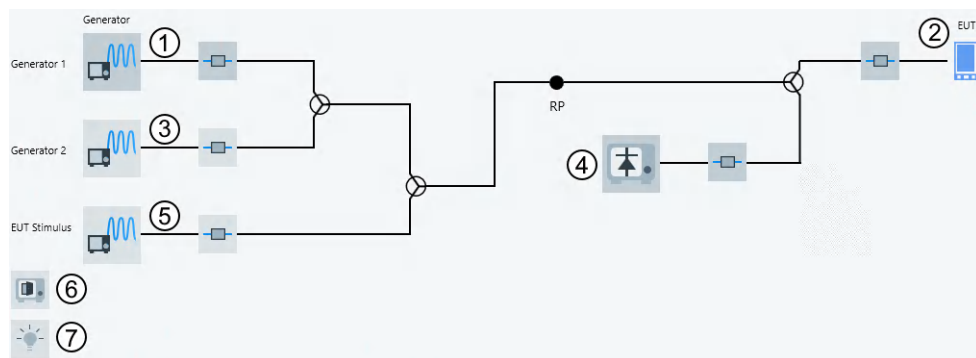 Generator
EUT
Generator 1
1
2
RP
Generator 2
3
4
EUT Stimulus
5
6
7